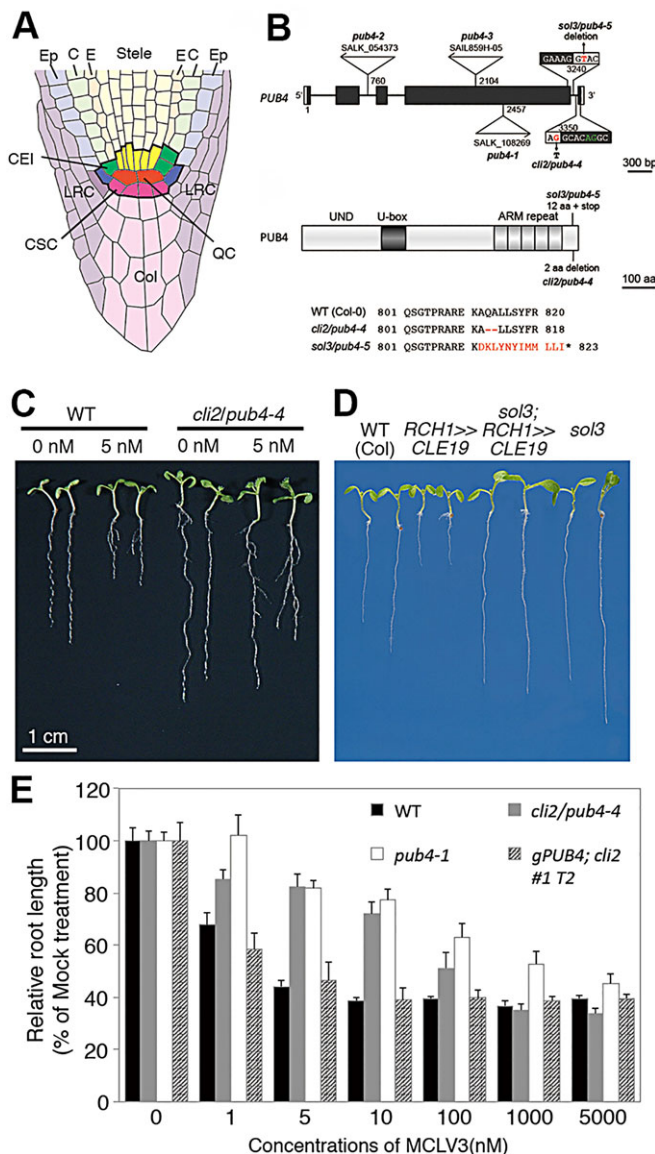 A
Ep C E Stele E C Ep
CEI
LRC LRC
CSC QC
Col
B
sol3/pub4-5
deletion
pub4-2 pub4-3
SALK_054373 SAIL859H-05
GAAAG GTAC
760 2104 3240
PUB4 5' 3'
1
2457 3350
SALK_108269 AG GCACAGGC
pub4-1 cli2/pub4-4
300 bp
sol3/pub4-5
12 aa + stop
UND U-box ARM repeat
PUB4
2 aa deletion
cli2/pub4-4
100 aa
WT (Col-0) 801 QSGTPRARE KAQALLSYFR 820
cli2/pub4-4 801 QSGTPRARE KA--LLSYFR 818
sol3/pub4-5 801 QSGTPRARE KDKLYNYIMM LLI* 823
C
WT cli2/pub4-4
0 nM 5 nM 0 nM 5 nM
1 cm
D
WT (Col) RCH1>> CLE19 sol3; RCH1>> CLE19 sol3
E
Relative root length
(% of Mock treatment)
120
100
80
60
40
20
0
WT cli2/pub4-4
pub4-1 gPUB4; cli2
#1 T2
0 1 5 10 100 1000 5000
Concentrations of MCLV3(nM)